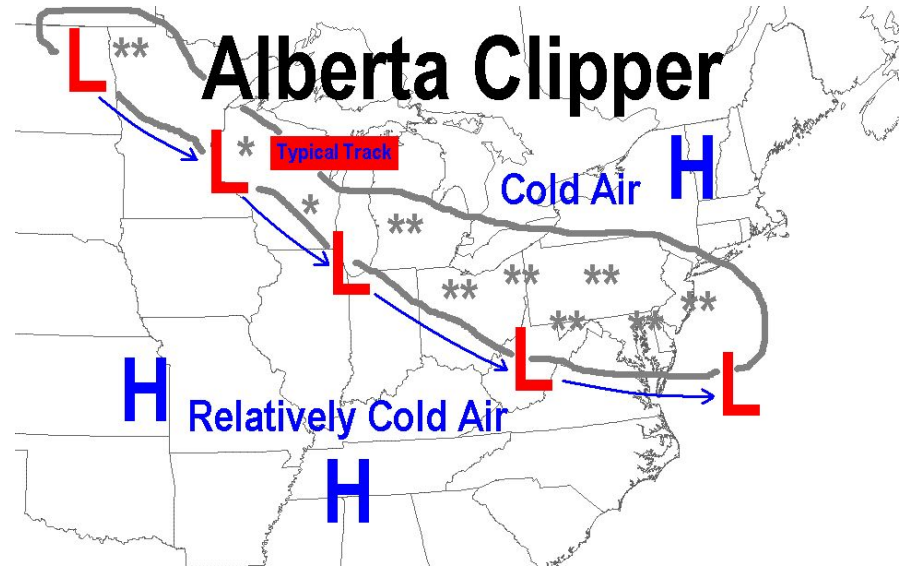 L
**
Alberta Clipper
L
*
Typical Track
H
Cold Air
*
**
L
**
**
**
**
**
**
L
L
H
Relatively Cold Air
H